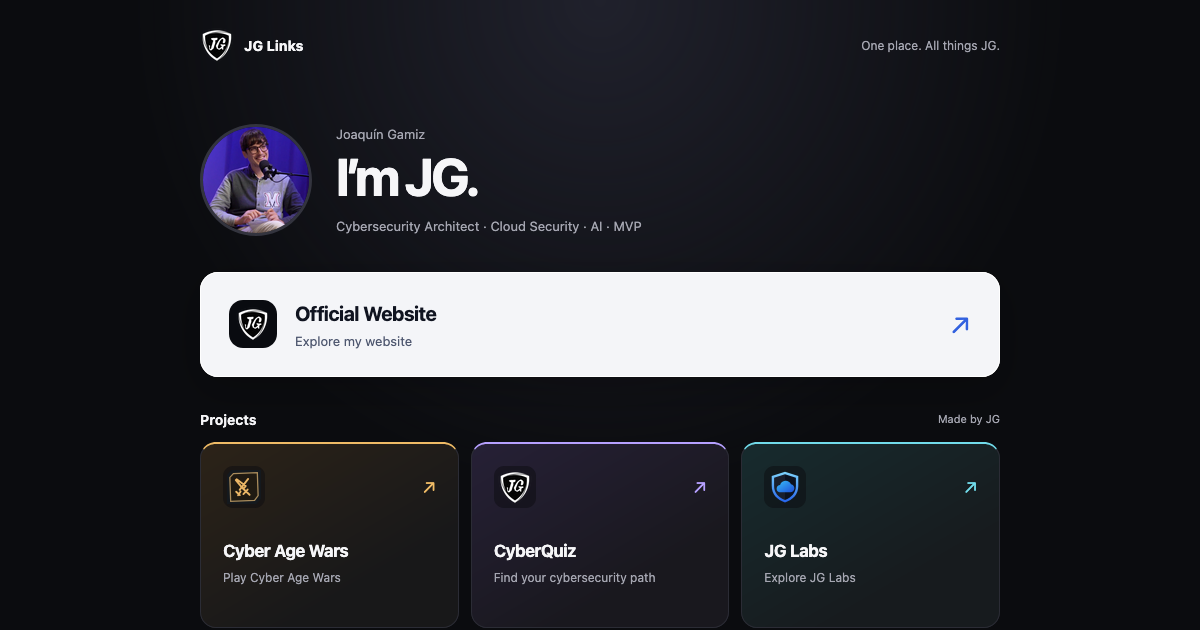 JG
JG Links
One place. All things JG.
Joaquín Gamiz
I'm JG.
Cybersecurity Architect · Cloud Security · AI · MVP
M
JG
Official Website
Explore my website
Projects
Made by JG
JG
Cyber Age Wars
Play Cyber Age Wars
CyberQuiz
Find your cybersecurity path
JG Labs
Explore JG Labs